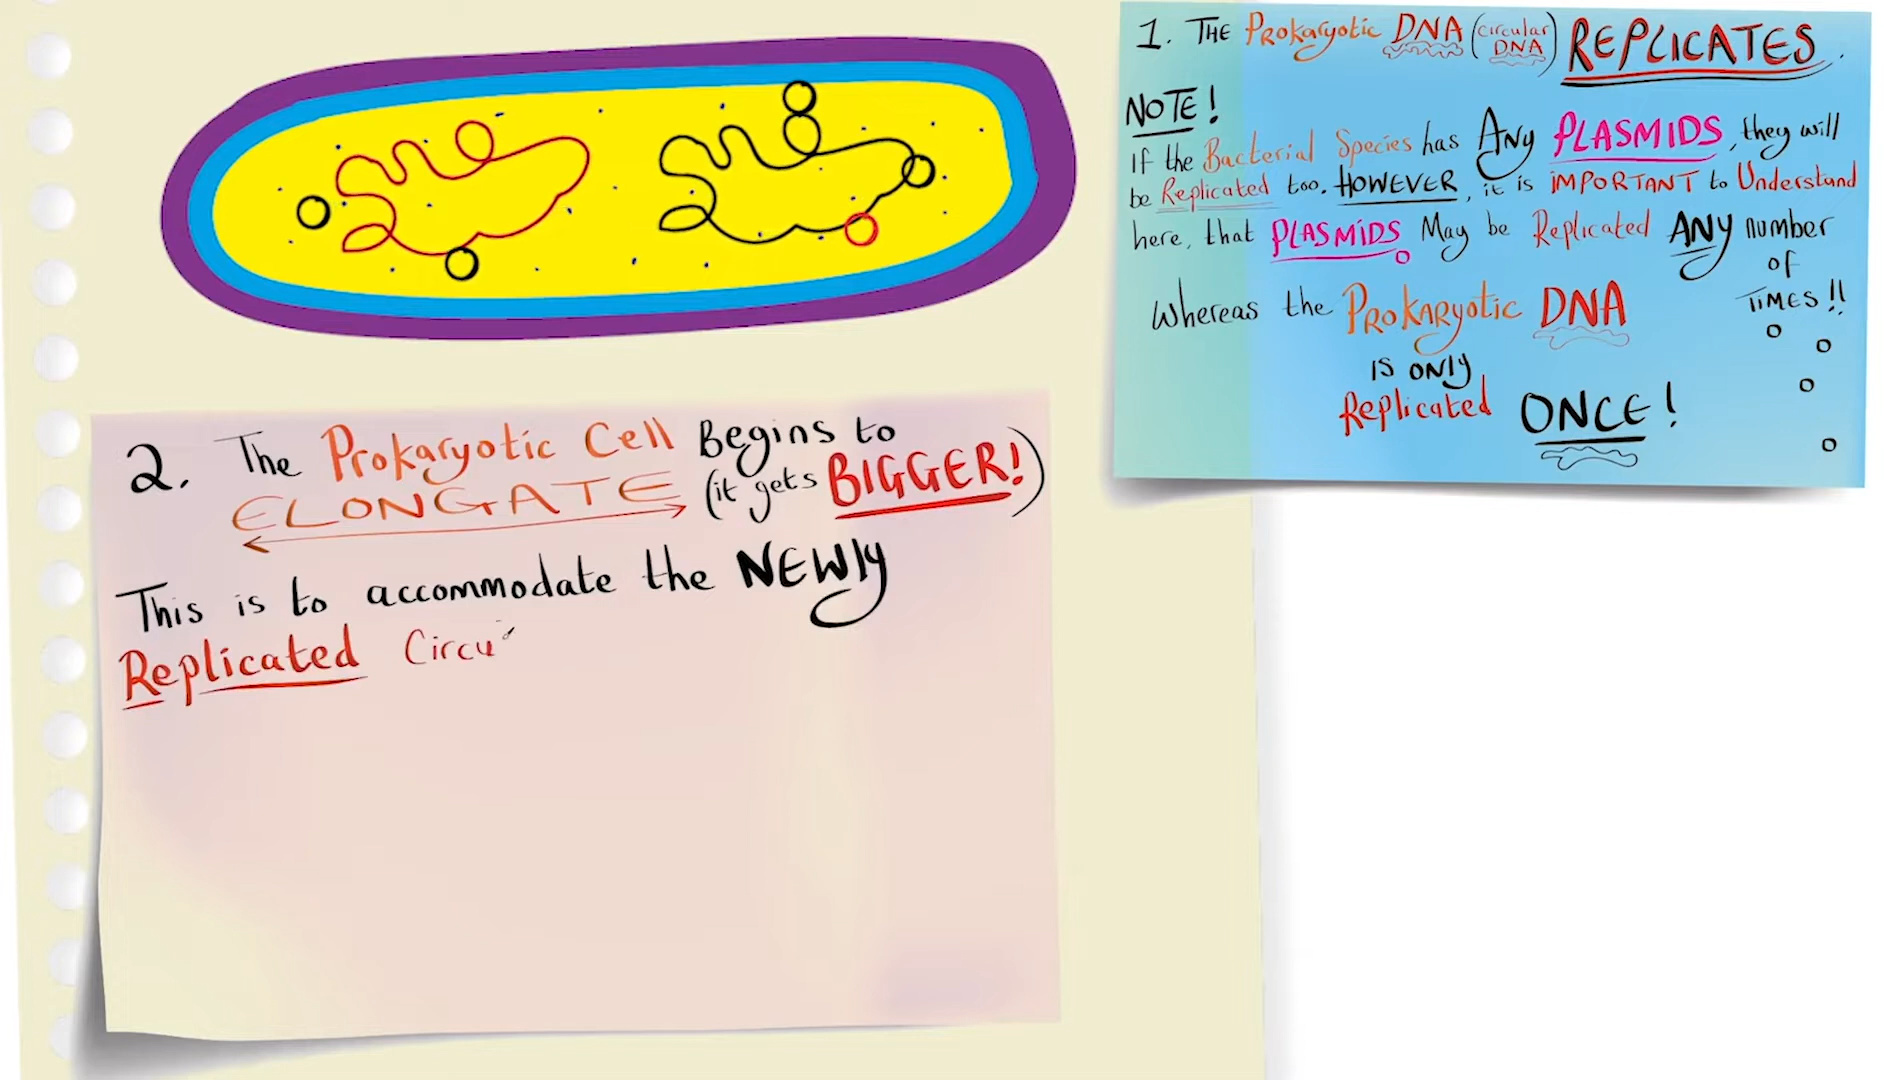 1. THE Prokaryotic DNA (circular DNA) REPLICATES.
NOTE!
If the Bacterial Species has Any PLASMIDS, they will
be Replicated too. HOWEVER, it is IMPORTANT to Understand
here, that PLASMIDS May be Replicated ANY number
of
TIMES!!
Whereas the Prokaryotic DNA
is only
Replicated ONCE!
2. The Prokaryotic Cell Begins to
ELONGATE (it gets BIGGER!)
This is to accommodate the NEWly
Replicated Circu